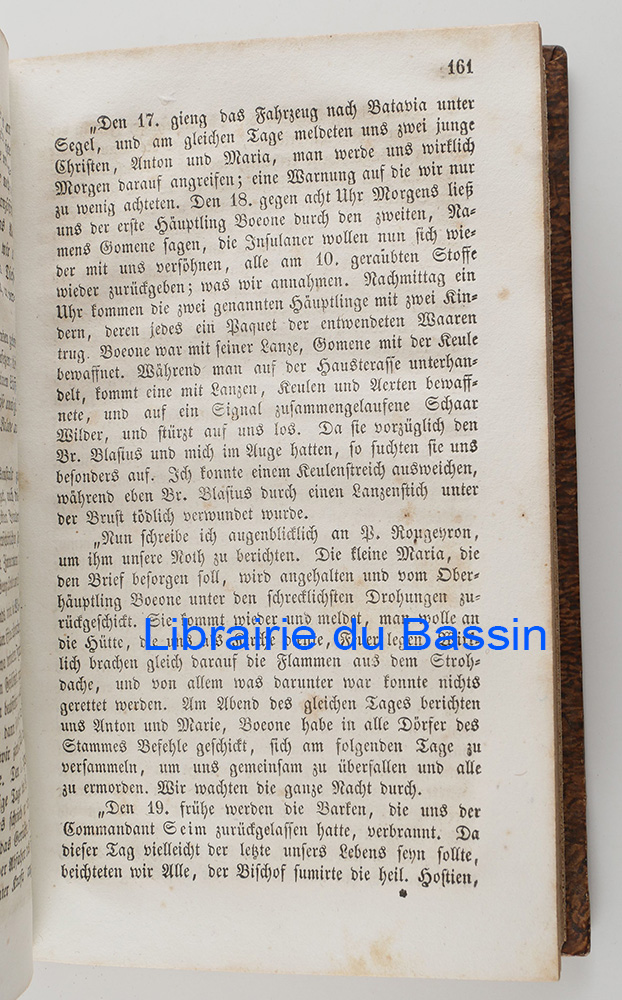 161
„Den 17. gieng das Fahrzeug nach Batavia unter
Segel, und am gleichen Tage meldeten uns zwei junge
Christen, Anton und Maria, man werde uns wirklich
Morgen darauf angreifen; eine Warnung auf die wir nur
zu wenig achteten. Den 18. gegen acht Uhr Morgens ließ
uns der erste Häuptling Boeone durch den zweiten, Na-
mens Gomene sagen, die Insulaner wollen nun sich wie-
der mit uns versöhnen, alle am 10. geraubten Stoffe
wieder zurückgeben; was wir annahmen. Nachmittag ein
Uhr kommen die zwei genannten Häuptlinge mit zwei Kin-
dern, deren jedes ein Paquet der entwendeten Waaren
trug. Boeone war mit seiner Lanze, Gomene mit der Keule
bewaffnet. Während man auf der Hausterasse unterhan-
delt, kommt eine mit Lanzen, Keulen und Aerten bewaff-
nete, und auf ein Signal zusammengelaufene Schaar
Wilder, und stürzt auf uns los. Da sie vorzüglich den
Br. Blasius und mich im Auge hatten, so suchten sie uns
besonders auf. Ich konnte einem Keulenstreich ausweichen,
während eben Br. Blasius durch einen Lanzenstich unter
der Brust tödlich verwundet wurde.
„Nun schreibe ich augenblicklich an P. Rougeyron,
um ihm unsere Noth zu berichten. Die kleine Maria, die
den Brief besorgen soll, wird angehalten und vom Ober-
häuptling Boeone unter den schrecklichsten Drohungen zu-
rückgeschickt. Sie kommt wieder und meldet, man wolle an
die Hütte, die uns als Kirche diente, Feuer legen. Wirk-
Librairie du Bassin
lich brachen gleich darauf die Flammen aus dem Stroh-
dache, und von allem was darunter war konnte nichts
gerettet werden. Am Abend des gleichen Tages berichten
uns Anton und Marie, Boeone habe in alle Dörfer des
Stammes Befehle geschickt, sich am folgenden Tage zu
versammeln, um uns gemeinsam zu überfallen und alle
zu ermorden. Wir wachten die ganze Nacht durch.
„Den 19. frühe werden die Barken, die uns der
Commandant Seim zurückgelassen hatte, verbrannt. Da
dieser Tag vielleicht der letzte unsers Lebens seyn sollte,
beichteten wir Alle, der Bischof sumirte die heil. Hostien,
*